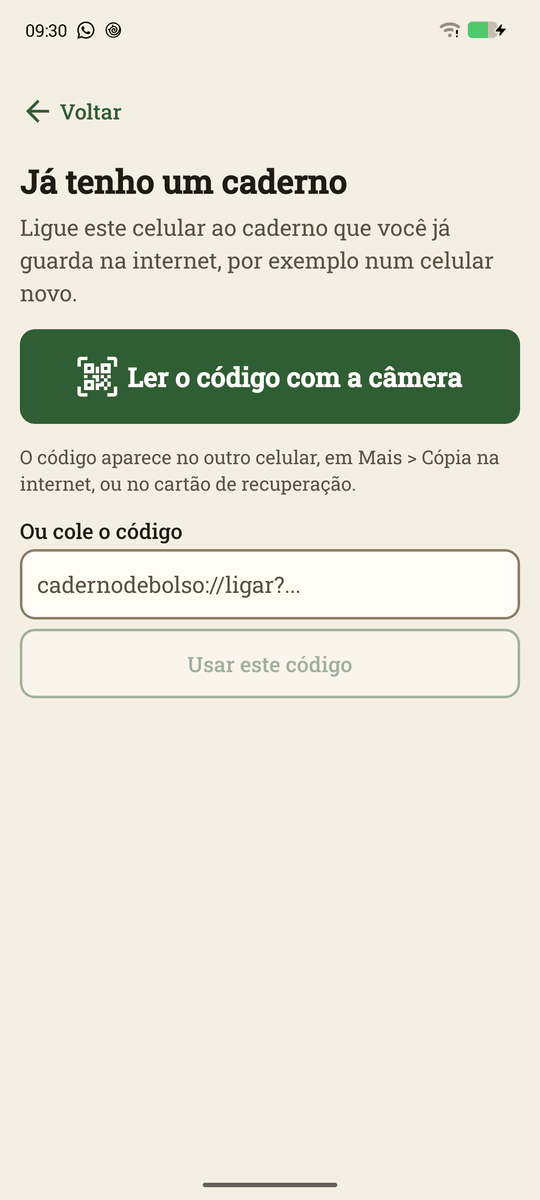 09:30
Voltar
Já tenho um caderno
Ligue este celular ao caderno que você já
guarda na internet, por exemplo num celular
novo.
Ler o código com a câmera
O código aparece no outro celular, em Mais > Cópia na
internet, ou no cartão de recuperação.
Ou cole o código
cadernodebolso://ligar?...
Usar este código